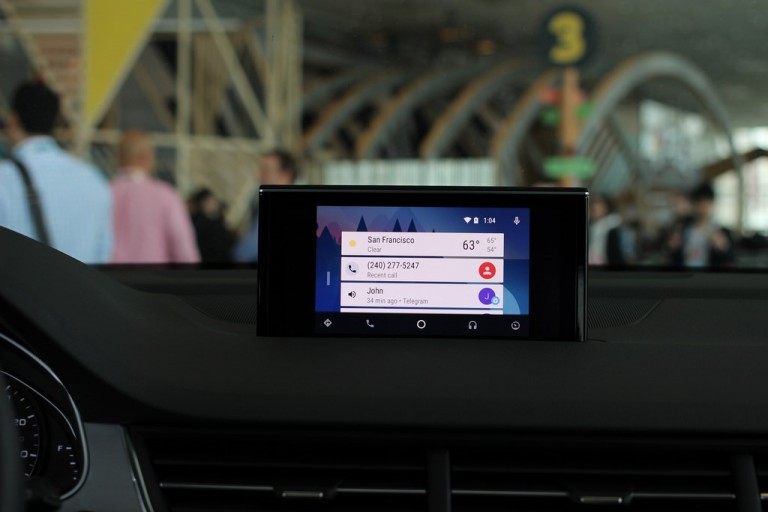 3
1:04
San Francisco
Clear
63°
65°
54°
(240) 277-5247
Recent call
John
34 min ago • Telegram
J
F